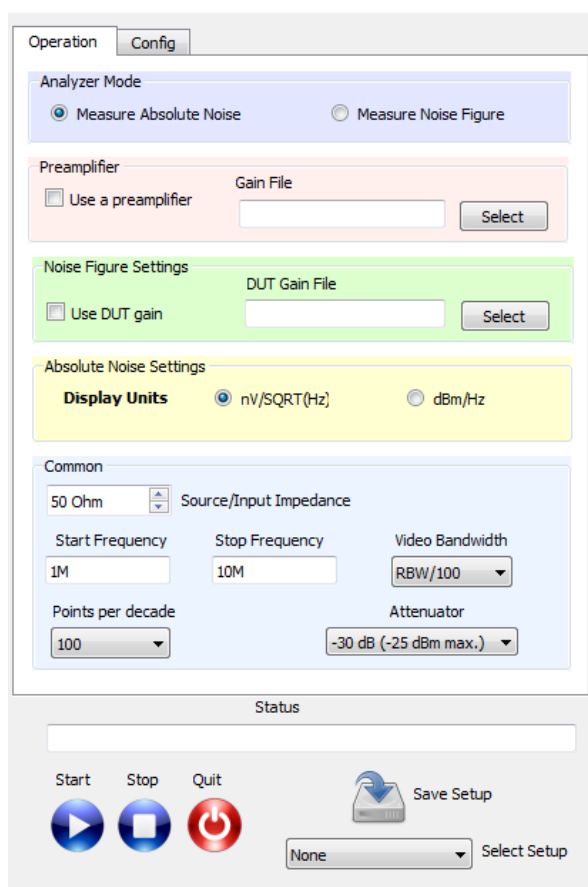 Operation Config
Analyzer Mode
Measure Absolute Noise Measure Noise Figure
Preamplifier
Gain File
Use a preamplifier
Select
Noise Figure Settings
DUT Gain File
Use DUT gain
Select
Absolute Noise Settings
Display Units nV/SQRT(Hz) dBm/Hz
Common
50 Ohm Source/Input Impedance
Start Frequency Stop Frequency Video Bandwidth
1M 10M RBW/100
Points per decade Attenuator
100 -30 dB (-25 dBm max.)
Status
Start Stop Quit
Save Setup
None Select Setup